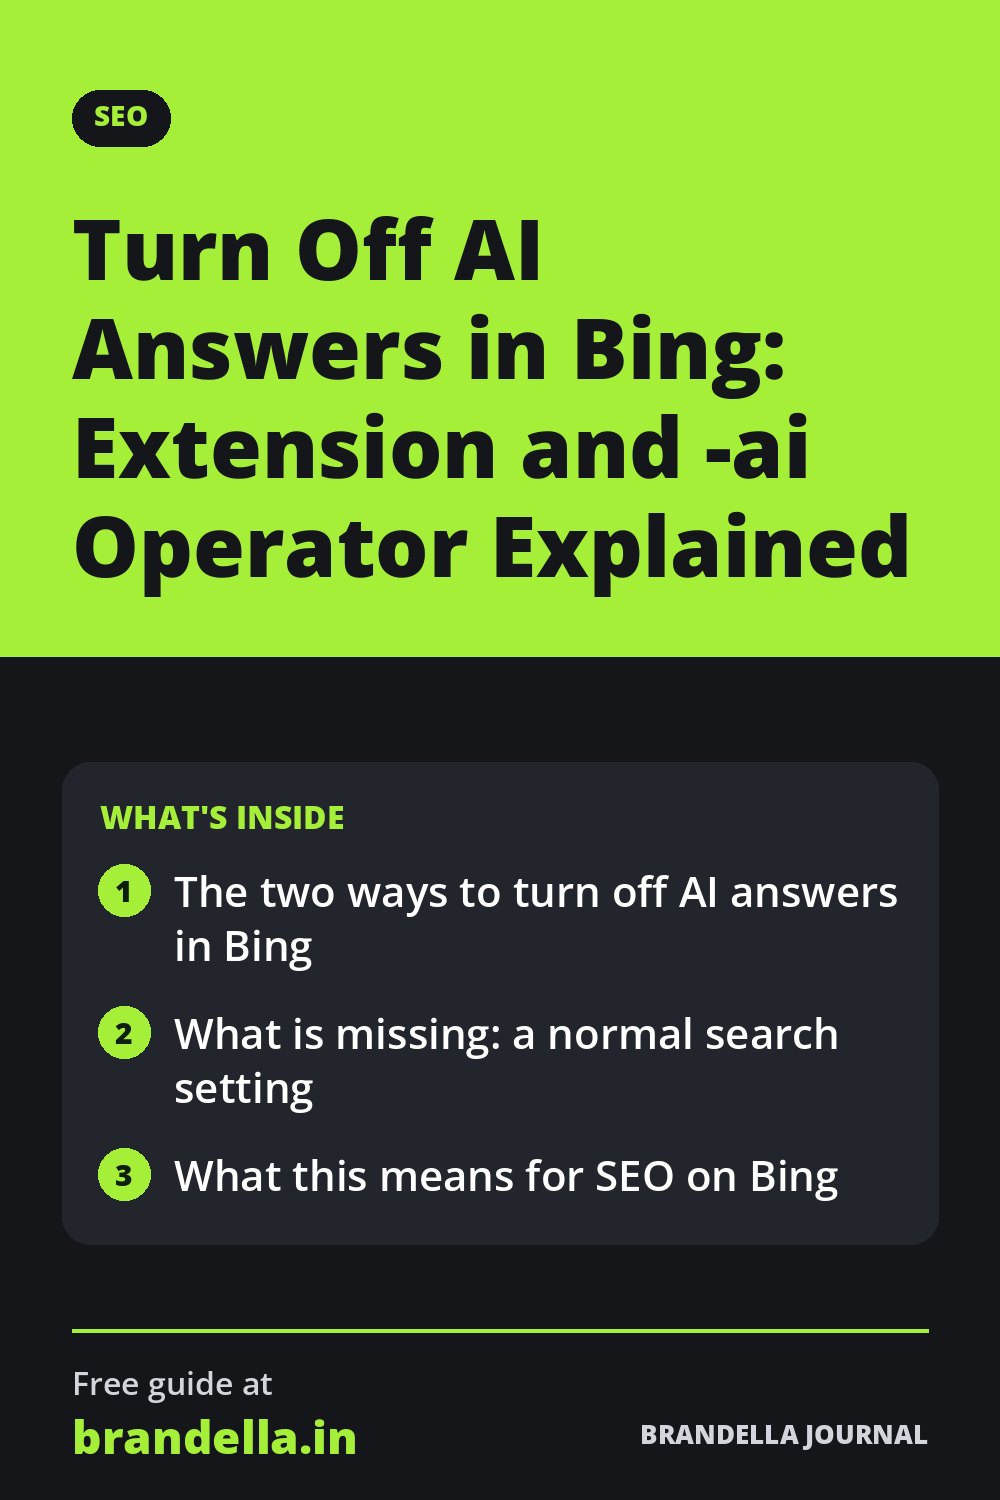 SEO
Turn Off AI
Answers in Bing:
Extension and -ai
Operator Explained
WHAT'S INSIDE
1 The two ways to turn off AI answers
in Bing
2 What is missing: a normal search
setting
3 What this means for SEO on Bing
Free guide at
brandella.in
BRANDELLA JOURNAL